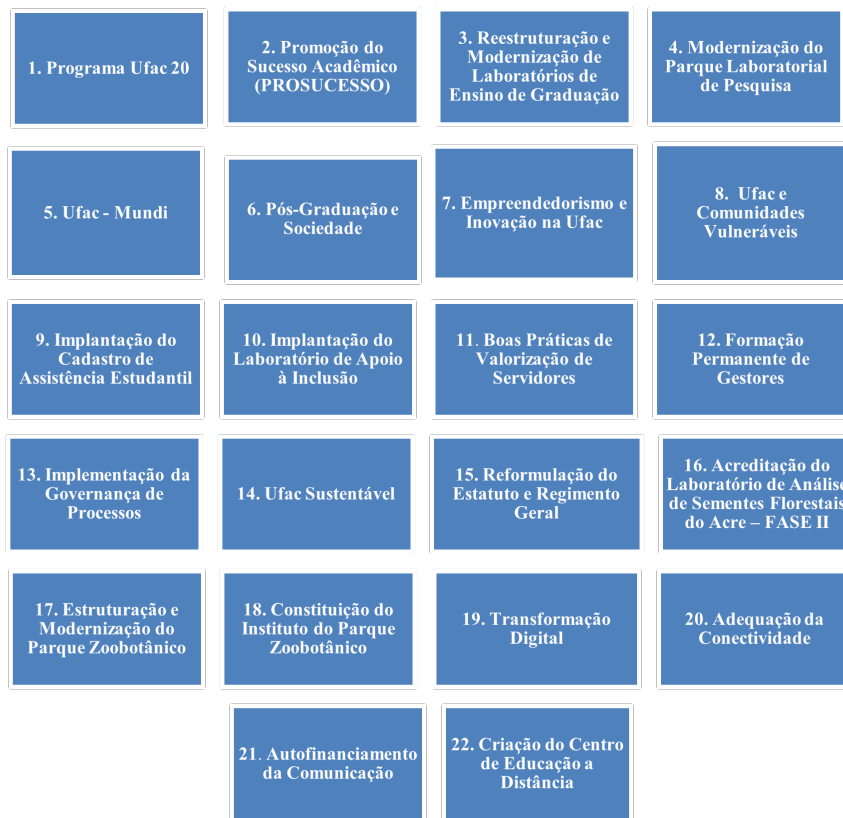 1. Programa Ufac 20
2. Promoção do
Sucesso Acadêmico
(PROSUCESSO)
3. Reestruturação e
Modernização de
Laboratórios de
Ensino de Graduação
4. Modernização do
Parque Laboratorial
de Pesquisa
5. Ufac - Mundi
6. Pós-Graduação e
Sociedade
7. Empreendedorismo e
Inovação na Ufac
8. Ufac e
Comunidades
Vulneráveis
9. Implantação do
Cadastro de
Assistência Estudantil
10. Implantação do
Laboratório de Apoio
à Inclusão
11. Boas Práticas de
Valorização de
Servidores
12. Formação
Permanente de
Gestores
13. Implementação da
Governança de
Processos
14. Ufac Sustentável
15. Reformulação do
Estatuto e Regimento
Geral
16. Acreditação do
Laboratório de Análise
de Sementes Florestais
do Acre – FASE II
17. Estruturação e
Modernização do
Parque Zoobotânico
18. Constituição do
Instituto do Parque
Zoobotânico
19. Transformação
Digital
20. Adequação da
Conectividade
21. Autofinanciamento
da Comunicação
22. Criação do Centro
de Educação a
Distância